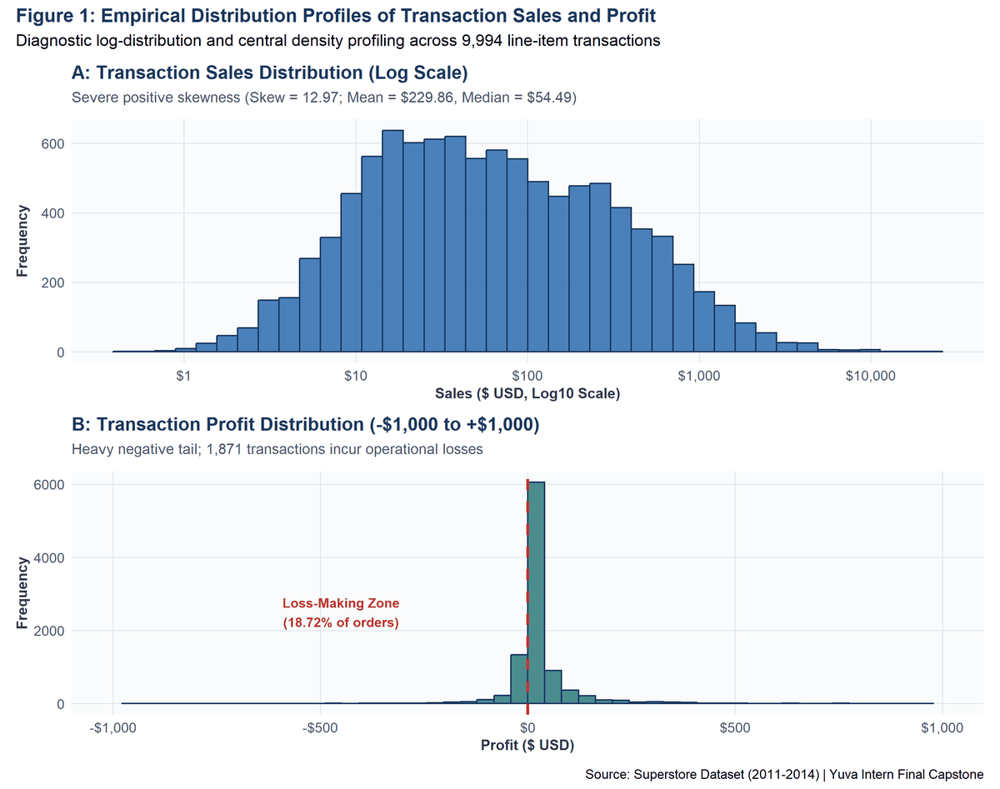 Figure 1: Empirical Distribution Profiles of Transaction Sales and Profit
Diagnostic log-distribution and central density profiling across 9,994 line-item transactions
A: Transaction Sales Distribution (Log Scale)
Severe positive skewness (Skew = 12.97; Mean = $229.86, Median = $54.49)
Frequency
600
400
200
0
$1
$10
$100
$1,000
$10,000
Sales ($ USD, Log10 Scale)
B: Transaction Profit Distribution (-$1,000 to +$1,000)
Heavy negative tail; 1,871 transactions incur operational losses
Frequency
6000
4000
2000
0
Loss-Making Zone
(18.72% of orders)
-$1,000
-$500
$0
$500
$1,000
Profit ($ USD)
Source: Superstore Dataset (2011-2014) | Yuva Intern Final Capstone